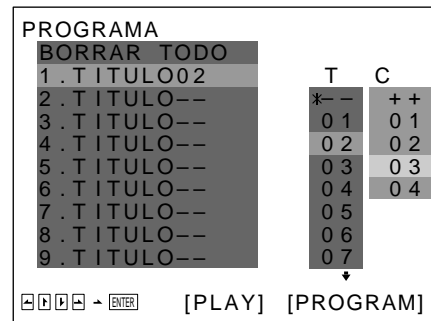 PROGRAMA
BORRAR TODO
1.TITULO02
2.TITULO--
3.TITULO--
4.TITULO--
5.TITULO--
6.TITULO--
7.TITULO--
8.TITULO--
9.TITULO--
T C
*-- ++
01 01
02 02
03 03
04 04
05
06
07
ENTER [PLAY] [PROGRAM]